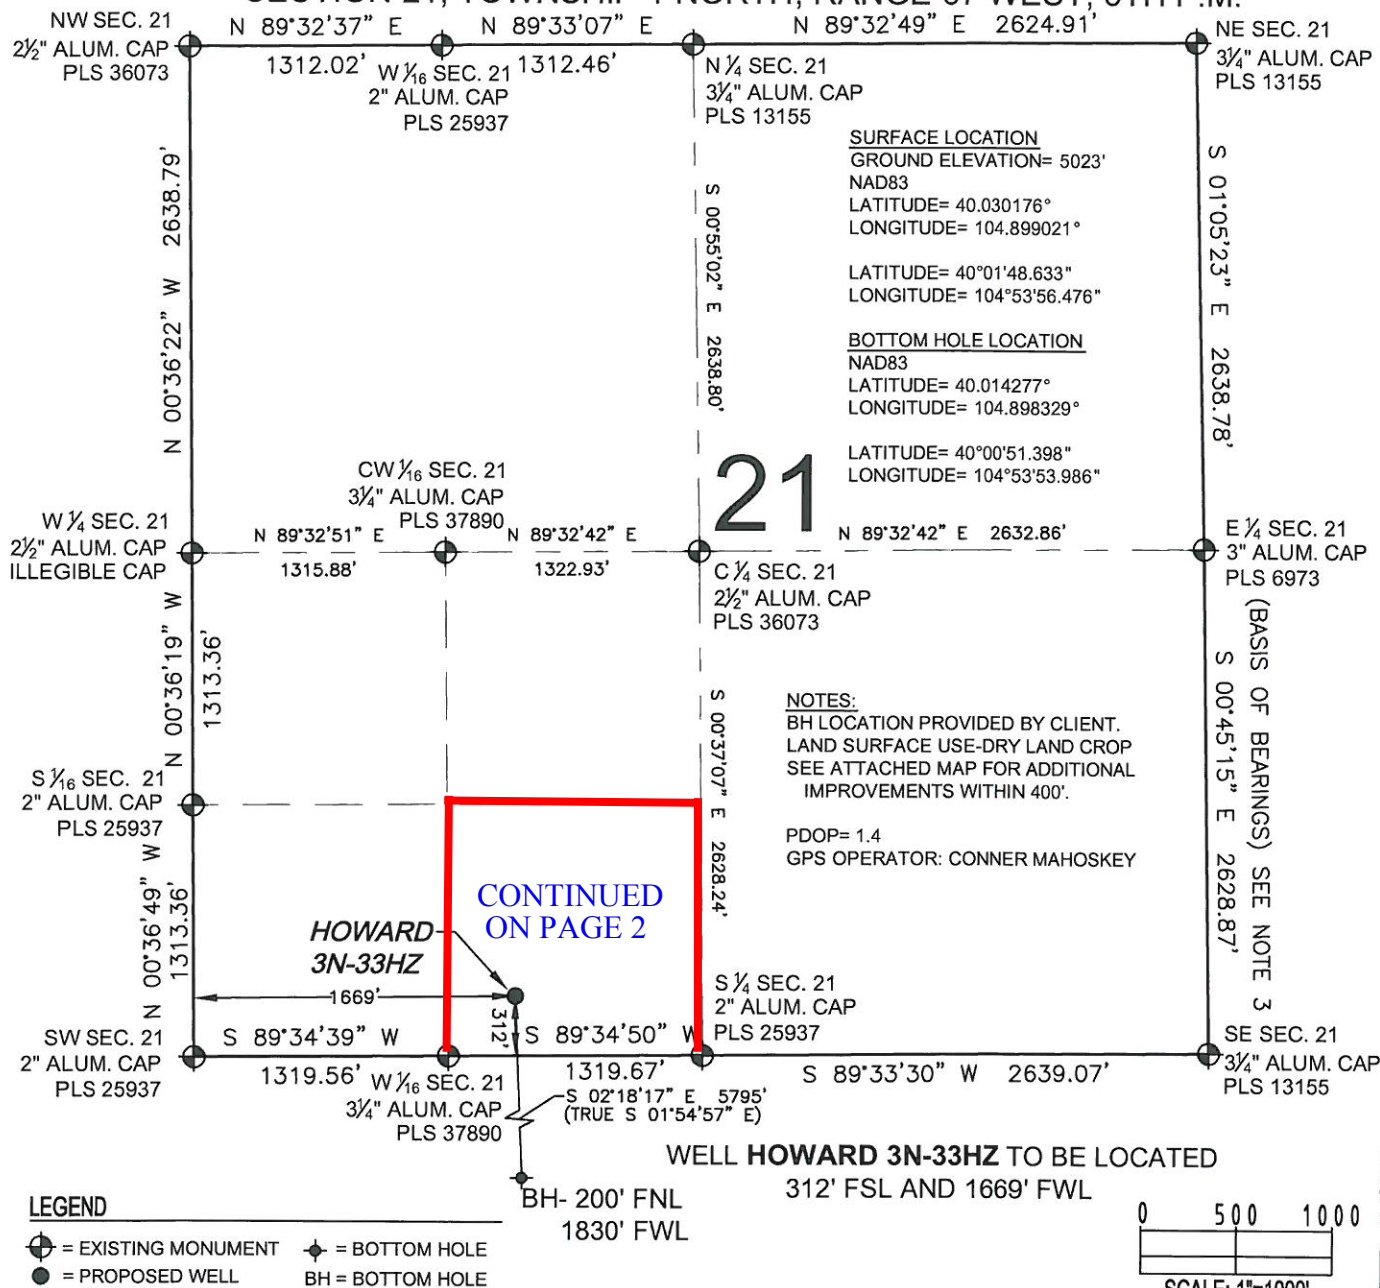 N 89°32'37" E
N 89°33'07" E
N 89°32'49" E 2624.91'
NW SEC. 21
2½" ALUM. CAP
PLS 36073
1312.02'
W 1⁄16 SEC. 21
2" ALUM. CAP
PLS 25937
1312.46'
N ¼ SEC. 21
3¼" ALUM. CAP
PLS 13155
NE SEC. 21
3¼" ALUM. CAP
PLS 13155
SURFACE LOCATION
GROUND ELEVATION= 5023'
NAD83
LATITUDE= 40.030176°
LONGITUDE= 104.899021°
LATITUDE= 40°01'48.633"
LONGITUDE= 104°53'56.476"
BOTTOM HOLE LOCATION
NAD83
LATITUDE= 40.014277°
LONGITUDE= 104.898329°
LATITUDE= 40°00'51.398"
LONGITUDE= 104°53'53.986"
N 00°36'22" W 2638.79'
S 00°55'02" E 2638.80'
S 01°05'23" E 2638.78'
21
CW 1⁄16 SEC. 21
3¼" ALUM. CAP
PLS 37890
W ¼ SEC. 21
2½" ALUM. CAP
ILLEGIBLE CAP
N 89°32'51" E
1315.88'
N 89°32'42" E
1322.93'
N 89°32'42" E 2632.86'
C ¼ SEC. 21
2½" ALUM. CAP
PLS 36073
E ¼ SEC. 21
3" ALUM. CAP
PLS 6973
N 00°36'19" W
1313.36'
S 00°37'07" E 2628.24'
S 00°45'15" E 2628.87'
(BASIS OF BEARINGS) SEE NOTE 3
NOTES:
BH LOCATION PROVIDED BY CLIENT.
LAND SURFACE USE-DRY LAND CROP
SEE ATTACHED MAP FOR ADDITIONAL
IMPROVEMENTS WITHIN 400'.
PDOP= 1.4
GPS OPERATOR: CONNER MAHOSKEY
S 1⁄16 SEC. 21
2" ALUM. CAP
PLS 25937
N 00°36'49" W
1313.36'
CONTINUED
ON PAGE 2
HOWARD
3N-33HZ
1669'
312'
S ¼ SEC. 21
2" ALUM. CAP
PLS 25937
SW SEC. 21
2" ALUM. CAP
PLS 25937
S 89°34'39" W
1319.56'
S 89°34'50" W
1319.67'
W 1⁄16 SEC. 21
3¼" ALUM. CAP
PLS 37890
S 02°18'17" E 5795'
(TRUE S 01°54'57" E)
S 89°33'30" W 2639.07'
SE SEC. 21
3¼" ALUM. CAP
PLS 13155
WELL HOWARD 3N-33HZ TO BE LOCATED
312' FSL AND 1669' FWL
BH- 200' FNL
1830' FWL
LEGEND
= EXISTING MONUMENT
= BOTTOM HOLE
= PROPOSED WELL
BH = BOTTOM HOLE
0 500 1000
SCALE: 1"=1000'